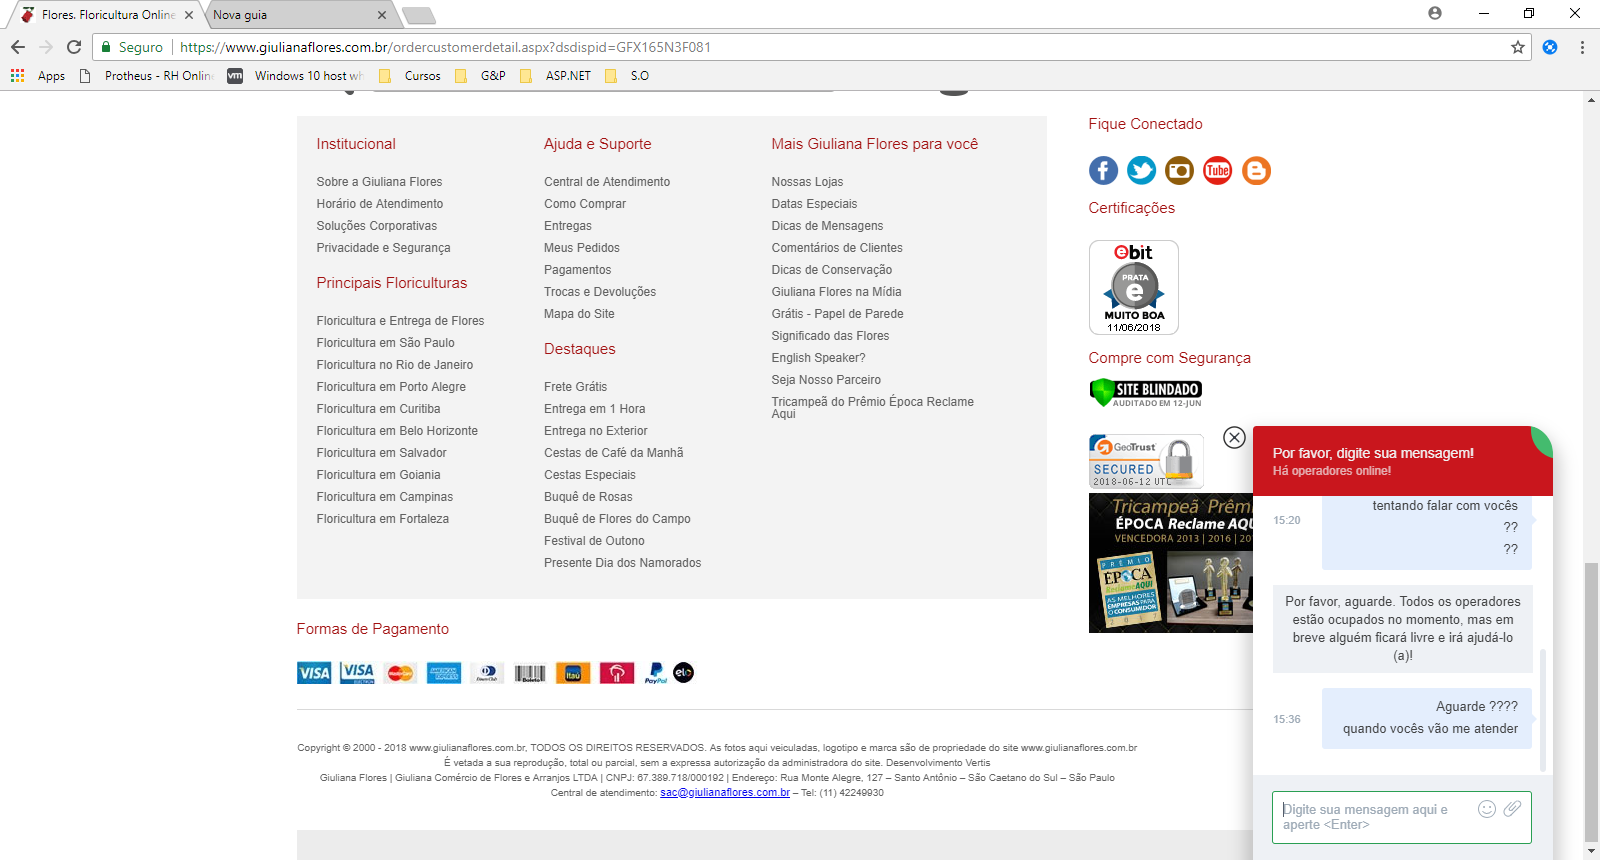 Flores. Floricultura Online
Nova guia
Seguro
https://www.giulianaflores.com.br/ordercustomerdetail.aspx?dsdispid=GFX165N3F081
Apps
Protheus - RH Online
vm
Windows 10 host wh
Cursos
G&P
ASP.NET
S.O
Institucional
Sobre a Giuliana Flores
Horário de Atendimento
Soluções Corporativas
Privacidade e Segurança
Principais Floriculturas
Floricultura e Entrega de Flores
Floricultura em São Paulo
Floricultura no Rio de Janeiro
Floricultura em Porto Alegre
Floricultura em Curitiba
Floricultura em Belo Horizonte
Floricultura em Salvador
Floricultura em Goiania
Floricultura em Campinas
Floricultura em Fortaleza
Ajuda e Suporte
Central de Atendimento
Como Comprar
Entregas
Meus Pedidos
Pagamentos
Trocas e Devoluções
Mapa do Site
Destaques
Frete Grátis
Entrega em 1 Hora
Entrega no Exterior
Cestas de Café da Manhã
Cestas Especiais
Buquê de Rosas
Buquê de Flores do Campo
Festival de Outono
Presente Dia dos Namorados
Mais Giuliana Flores para você
Nossas Lojas
Datas Especiais
Dicas de Mensagens
Comentários de Clientes
Dicas de Conservação
Giuliana Flores na Mídia
Grátis - Papel de Parede
Significado das Flores
English Speaker?
Seja Nosso Parceiro
Tricampeã do Prêmio Época Reclame
Aqui
Fique Conectado
Tube
Certificações
ebit
PRATA
e
MUITO BOA
11/06/2018
Compre com Segurança
SITE BLINDADO
AUDITADO EM 12-JUN
GeoTrust
SECURED
2018-06-12 UTC
Tricampeã Prêmi
ÉPOCA Reclame AQU
VENCEDORA 2013 | 2016 | 20
PRÊMIO
ÉPOCA
ReclameAQUI
AS MELHORES
EMPRESAS PARA
O CONSUMIDOR
2017
Formas de Pagamento
VISA
VISA
ELECTRON
MasterCard
AMERICAN EXPRESS
Diners Club
Boleto
Itaú
PayPal
elo
Copyright © 2000 - 2018 www.giulianaflores.com.br, TODOS OS DIREITOS RESERVADOS. As fotos aqui veiculadas, logotipo e marca são de propriedade do site www.giulianaflores.com.br
É vetada a sua reprodução, total ou parcial, sem a expressa autorização da administradora do site. Desenvolvimento Vertis
Giuliana Flores | Giuliana Comércio de Flores e Arranjos LTDA | CNPJ: 67.389.718/000192 | Endereço: Rua Monte Alegre, 127 – Santo Antônio – São Caetano do Sul – São Paulo
Central de atendimento: sac@giulianaflores.com.br – Tel: (11) 42249930
Por favor, digite sua mensagem!
Há operadores online!
tentando falar com vocês
15:20
??
??
Por favor, aguarde. Todos os operadores
estão ocupados no momento, mas em
breve alguém ficará livre e irá ajudá-lo
(a)!
Aguarde ????
15:36
quando vocês vão me atender
Digite sua mensagem aqui e
aperte <Enter>